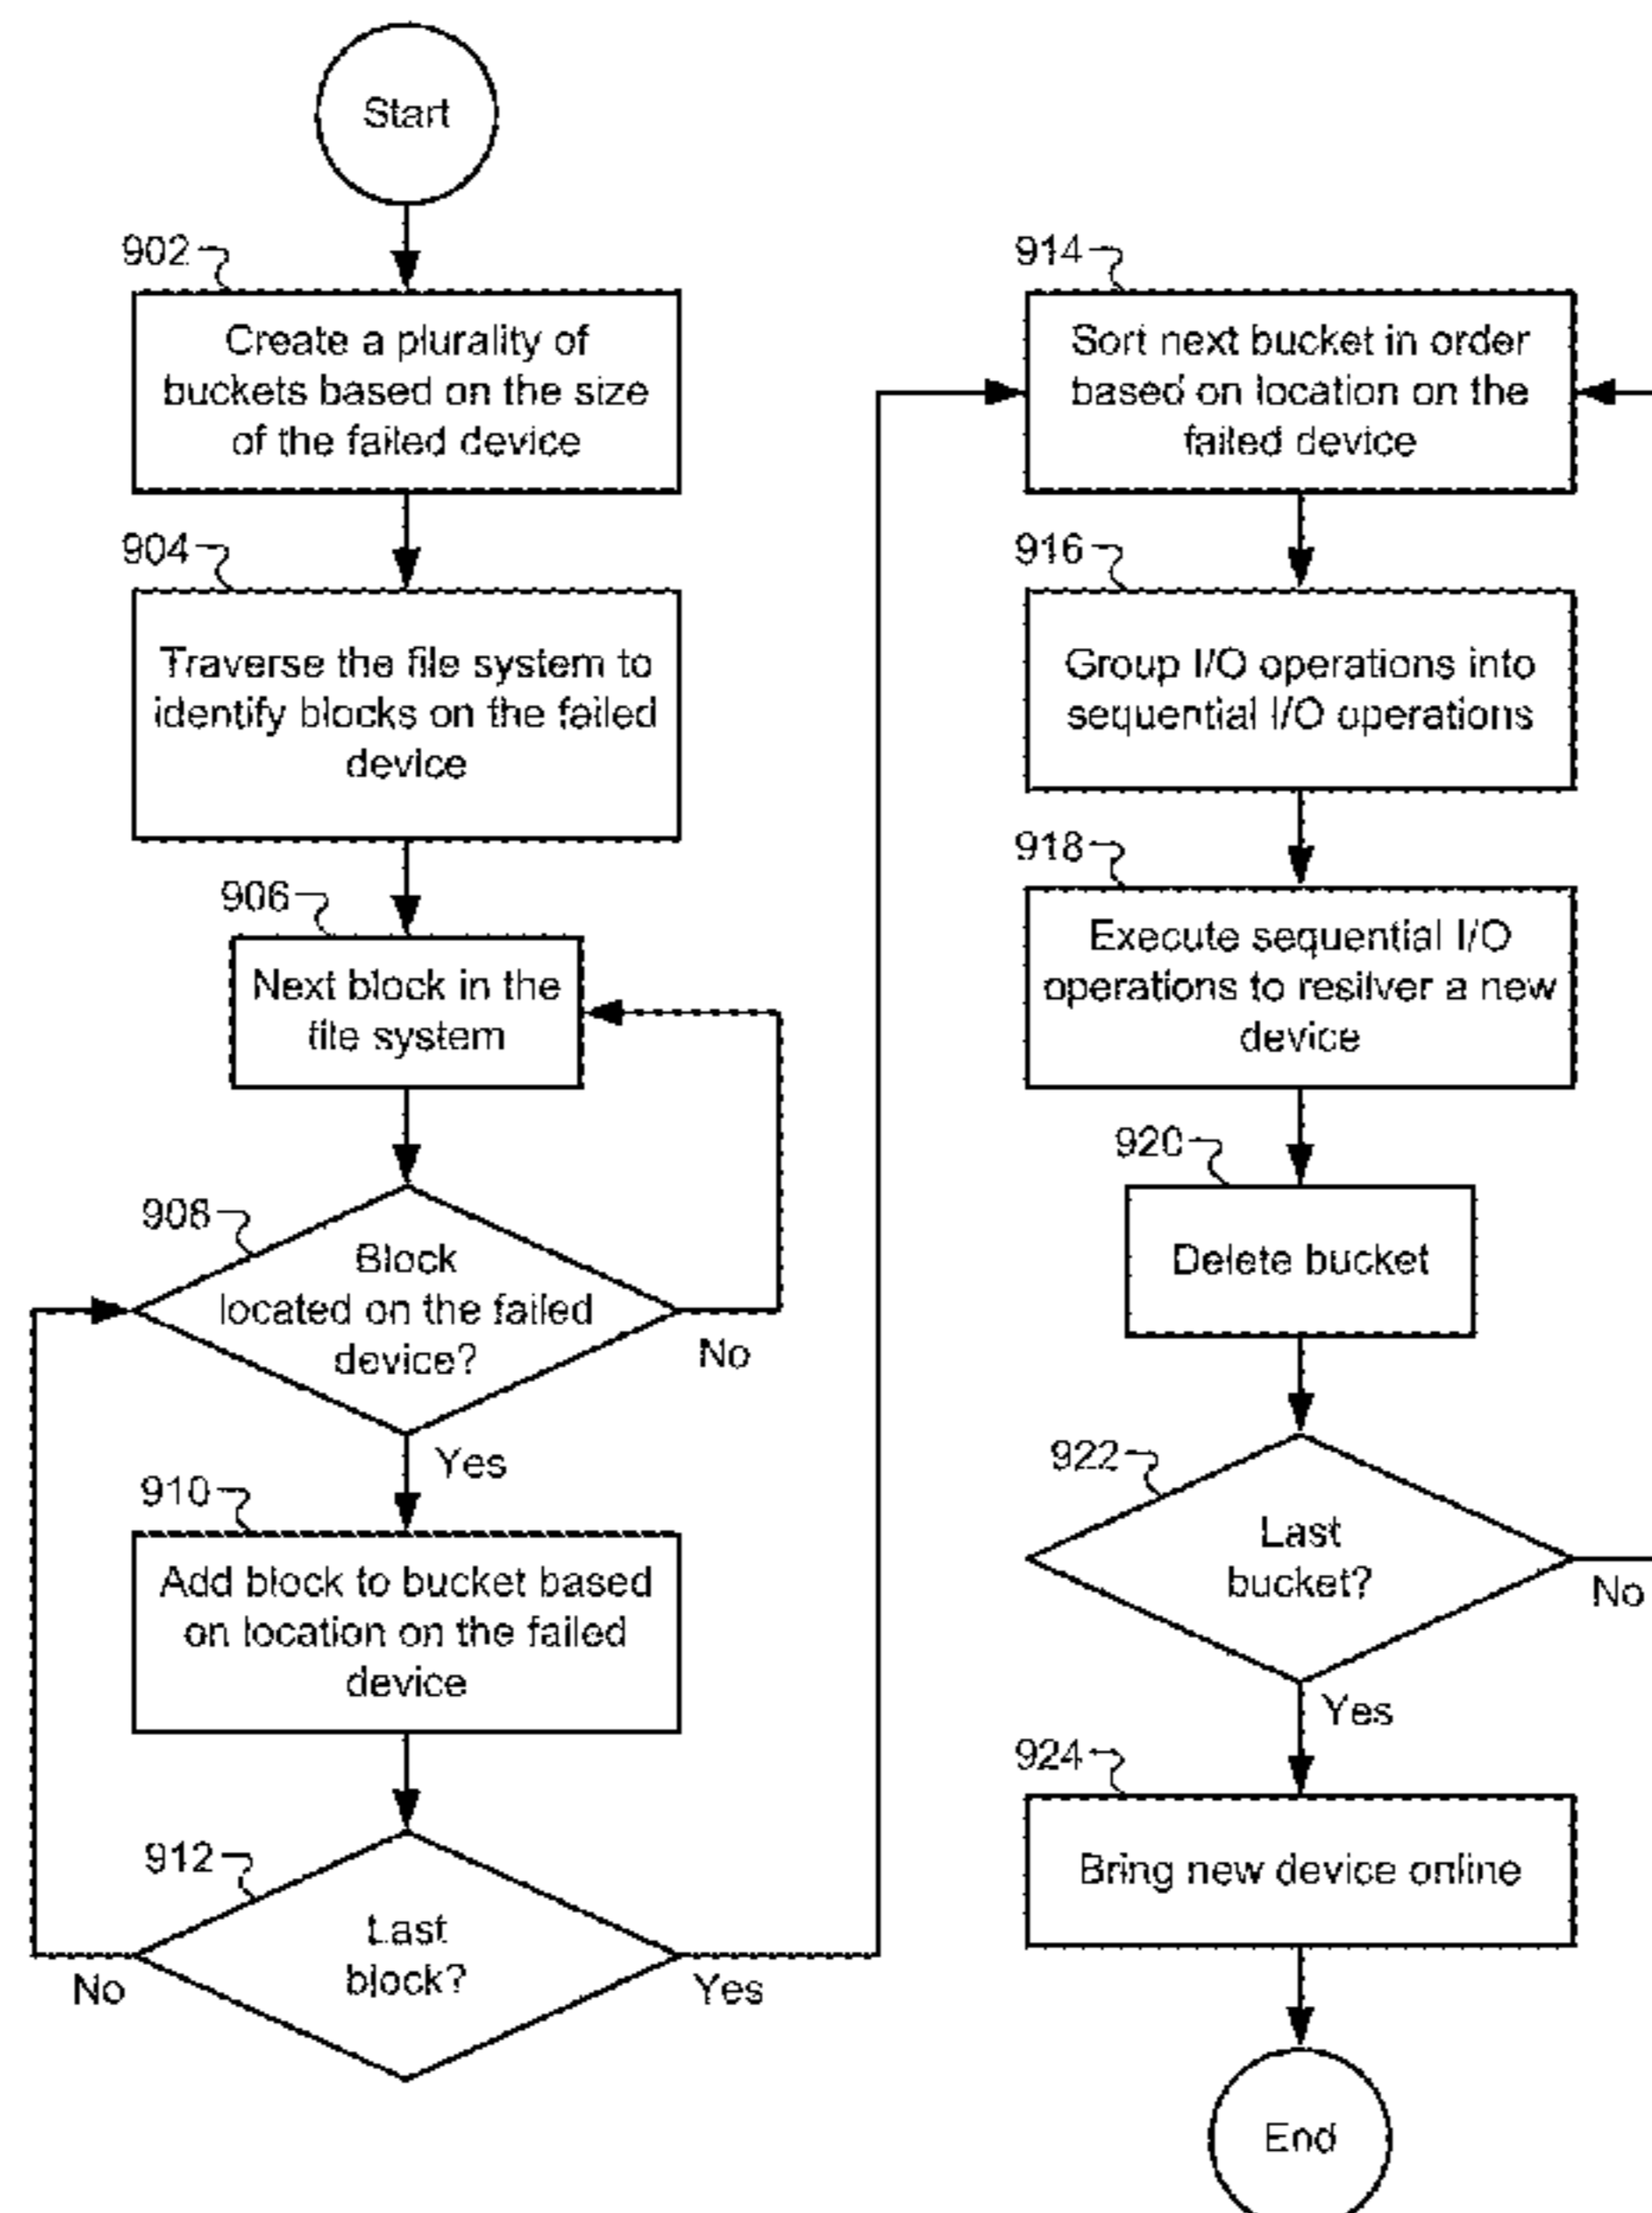 Start
902
Create a plurality of
buckets based on the size
of the failed device
904
Traverse the file system to
identify blocks on the failed
device
906
Next block in the
file system
908
Block
located on the failed
device?
No
Yes
910
Add block to bucket based
on location on the failed
device
912
Last
block?
No
Yes
914
Sort next bucket in order
based on location on the
failed device
916
Group I/O operations into
sequential I/O operations
918
Execute sequential I/O
operations to resilver a new
device
920
Delete bucket
922
Last
bucket?
No
Yes
924
Bring new device online
End